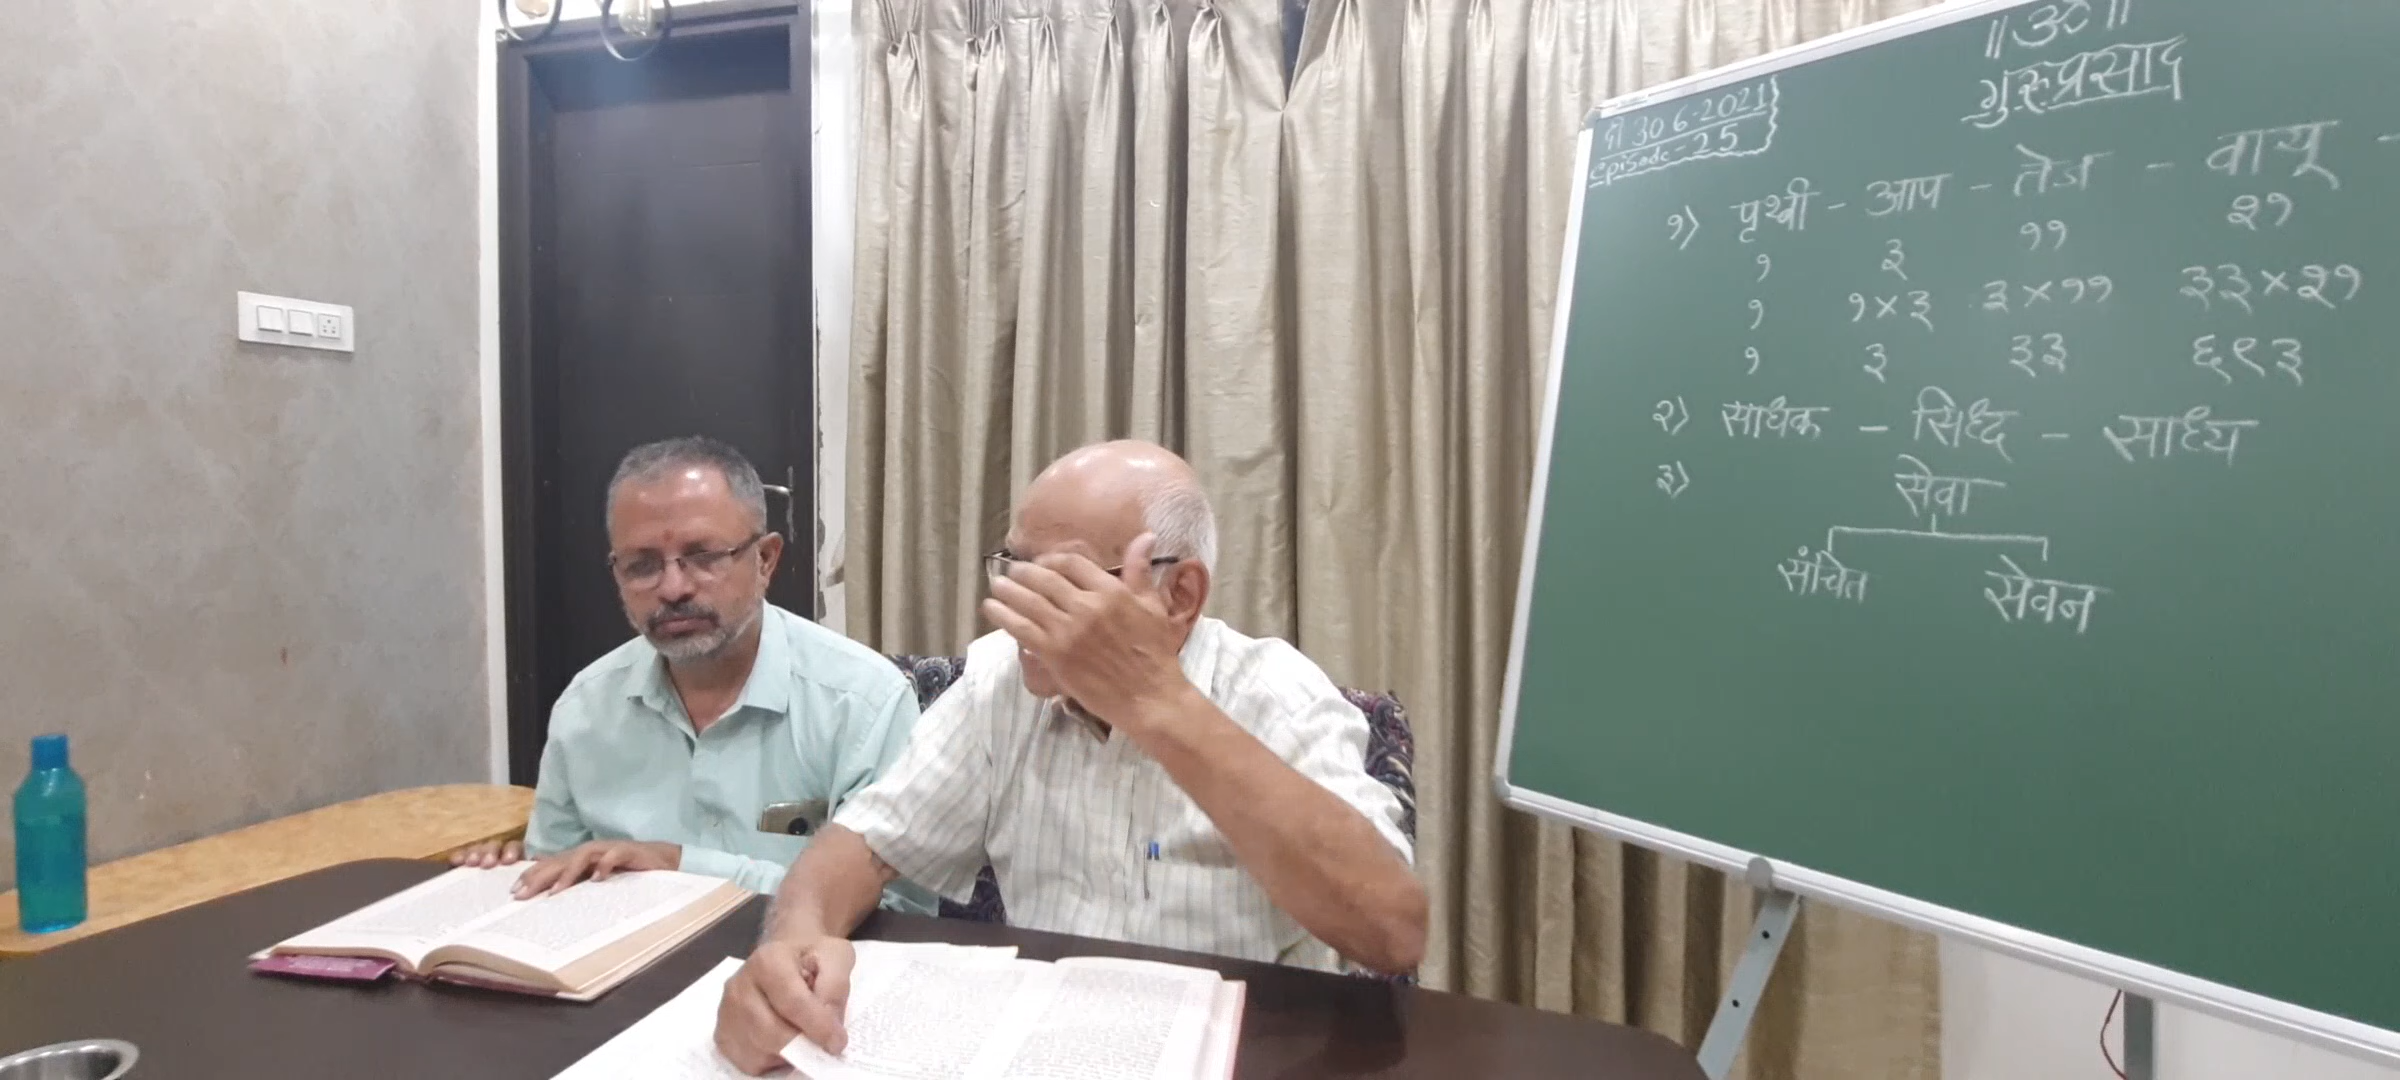 ॥ॐ॥
गुरुप्रसाद
दी 30 6-2021
episode-25
१) पृथ्वी - आप - तेज - वायू -
१ ३ ११ २१
१ १×३ ३×११ ३३×२१
१ ३ ३३ ६९३
२) साधक - सिध्द - साध्य
३) सेवा
संचित सेवन